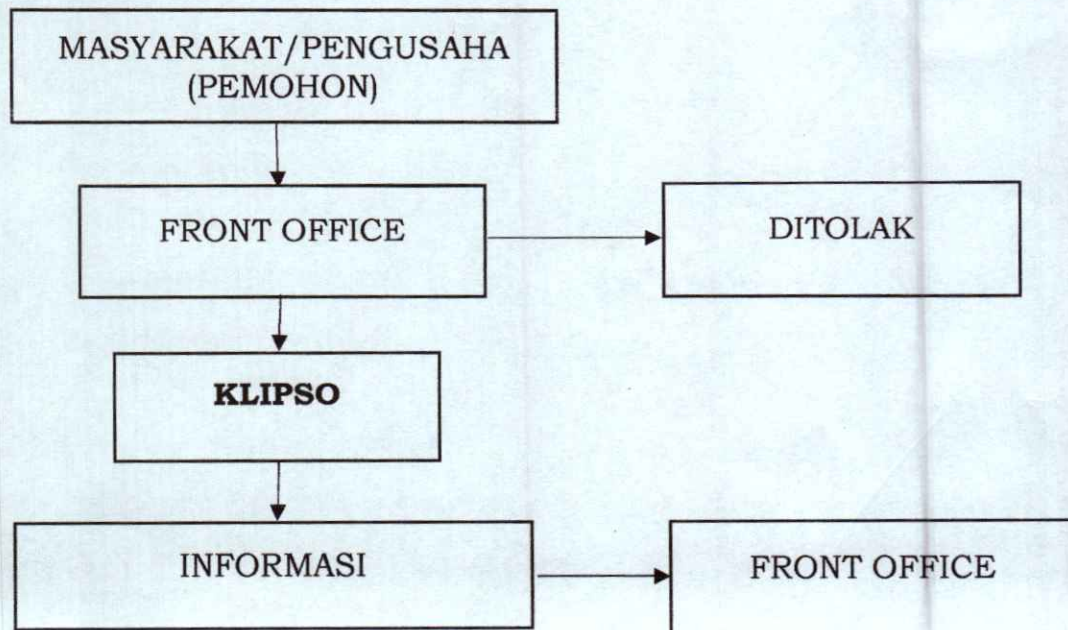 MASYARAKAT/PENGUSAHA
(PEMOHON)
FRONT OFFICE
DITOLAK
KLIPSO
INFORMASI
FRONT OFFICE